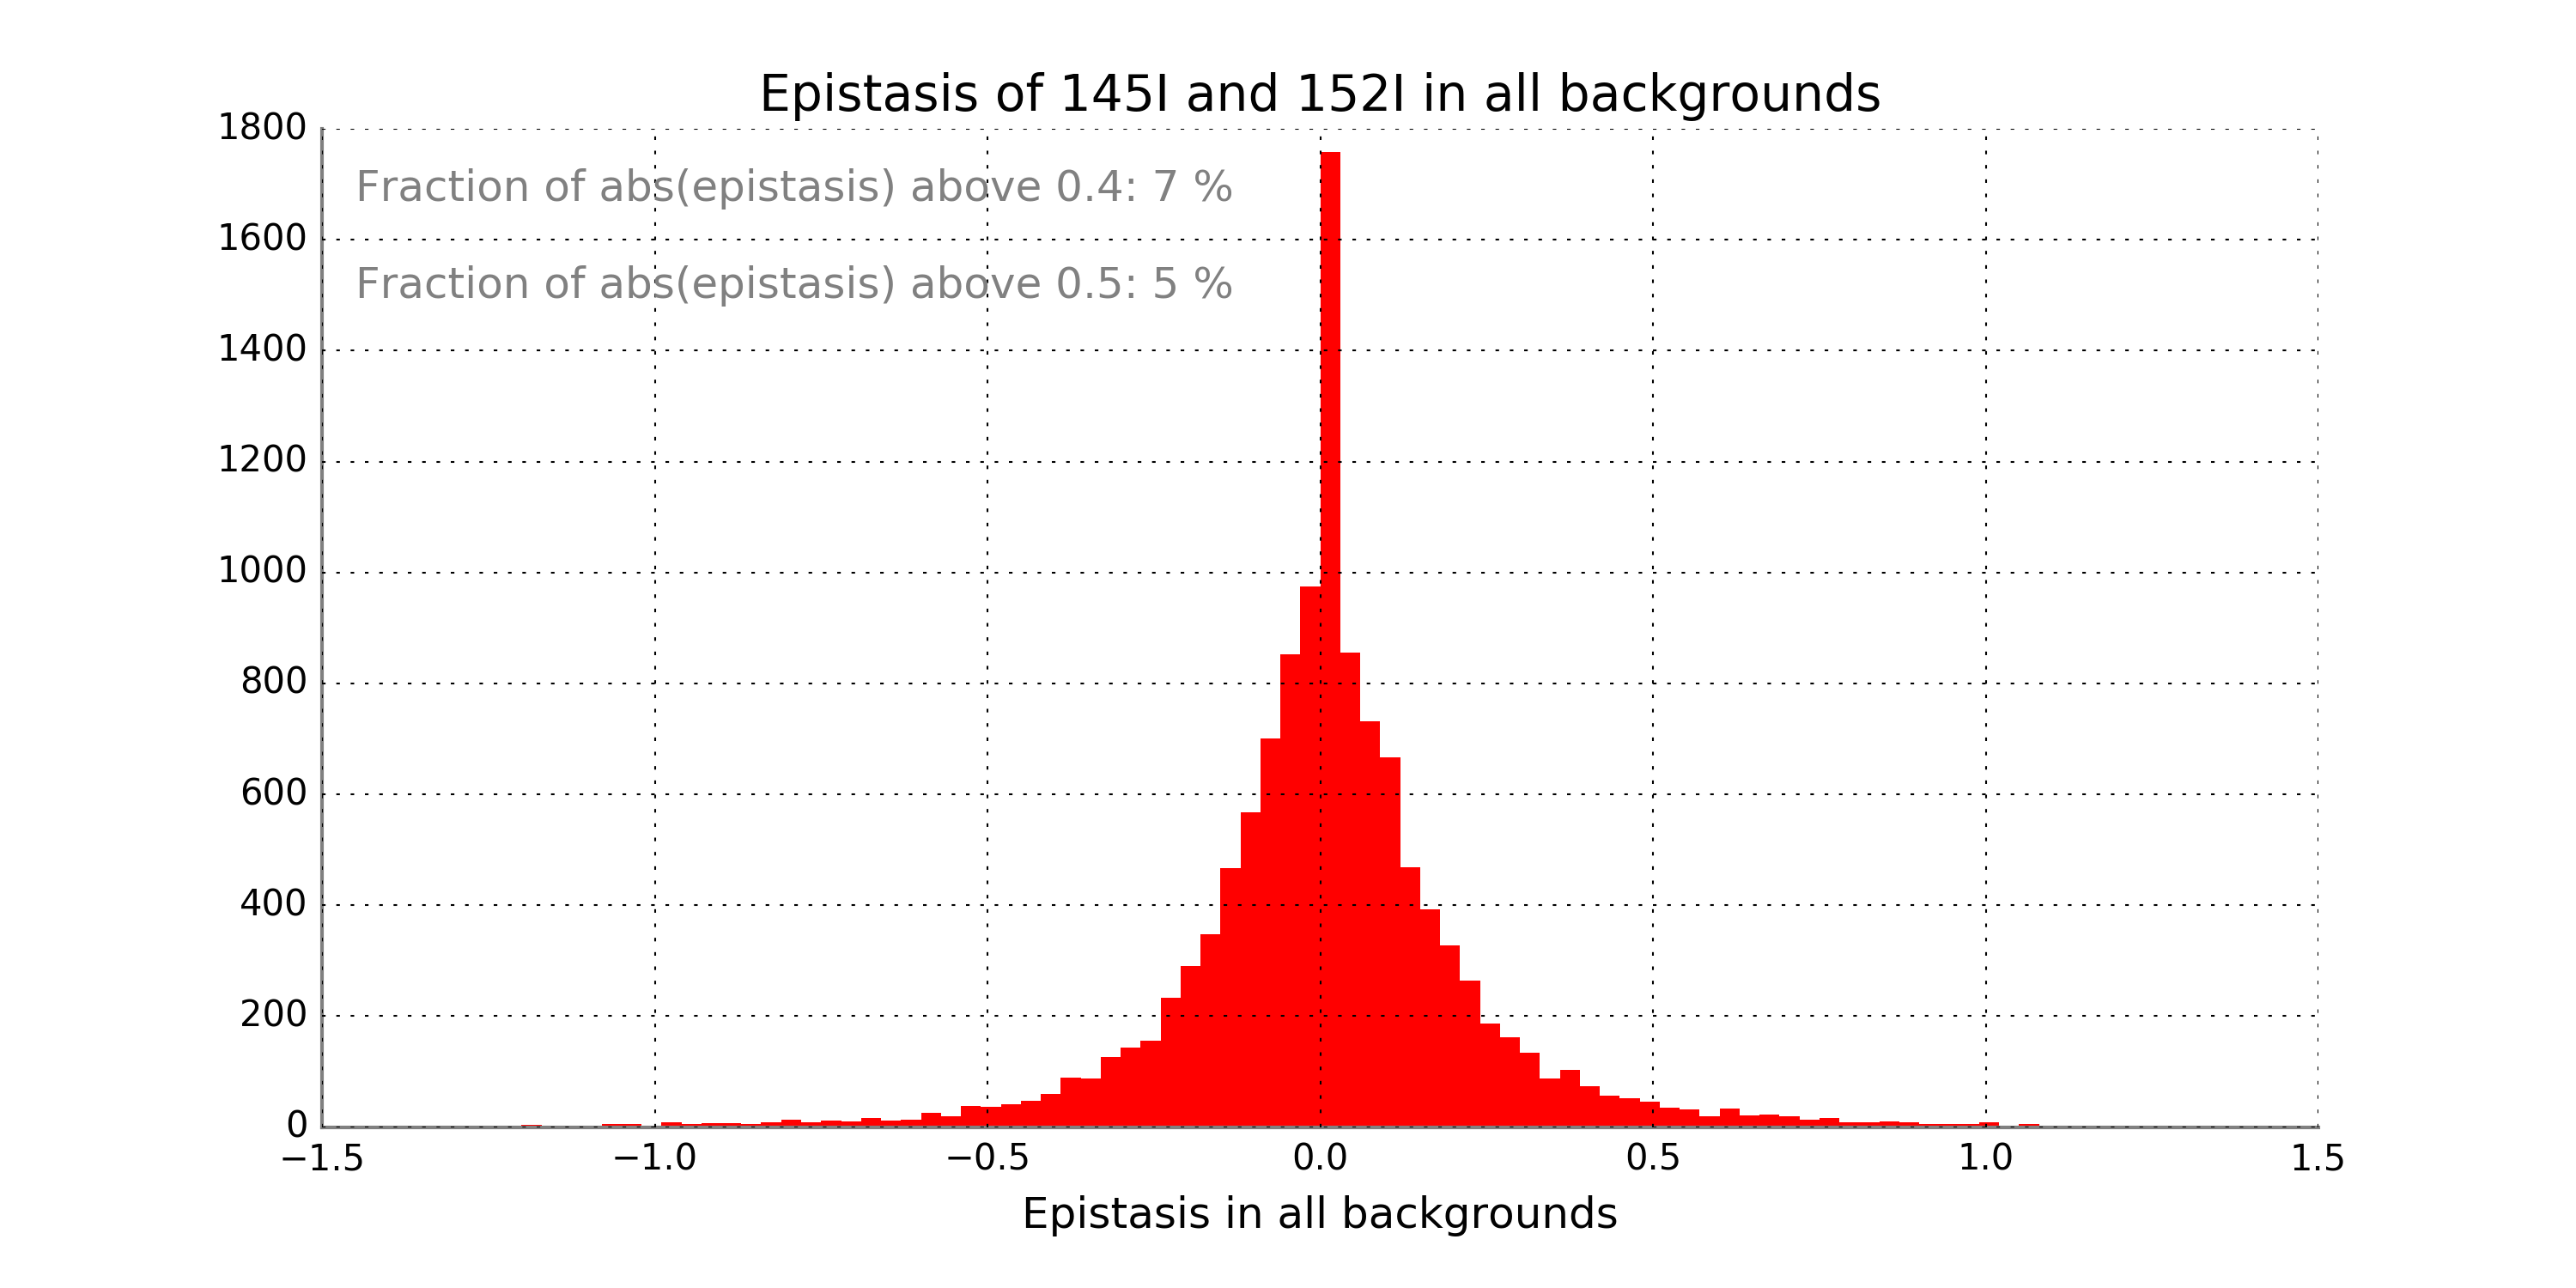 Epistasis of 145I and 152I in all backgrounds
1800
1600
1400
1200
1000
800
600
400
200
0
Fraction of abs(epistasis) above 0.4: 7 %
Fraction of abs(epistasis) above 0.5: 5 %
−1.5 −1.0 −0.5 0.0 0.5 1.0 1.5
Epistasis in all backgrounds